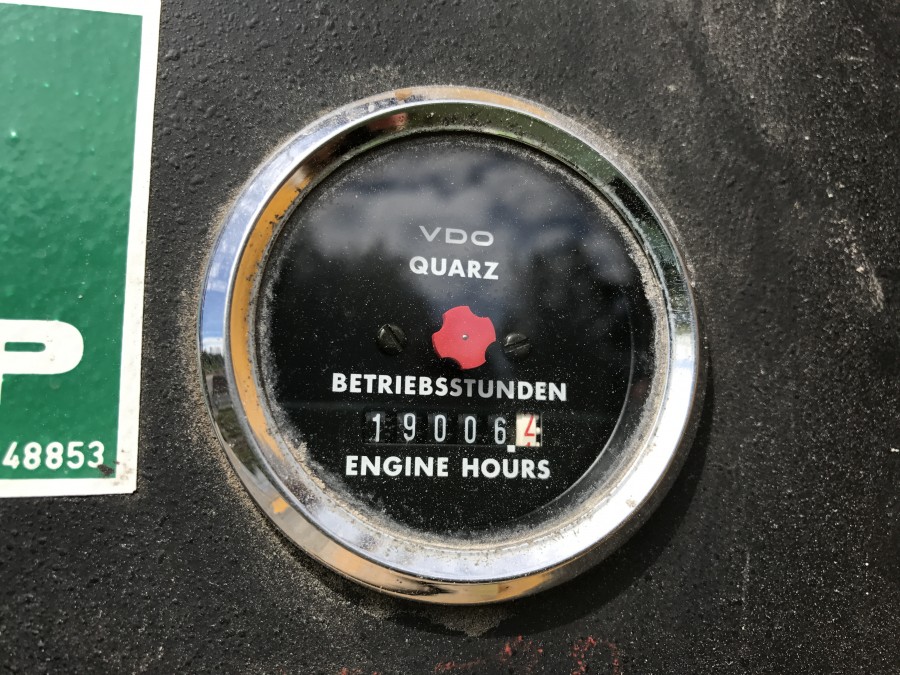 VDO
QUARZ
BETRIEBSSTUNDEN
19006.4
ENGINE HOURS
P
48853